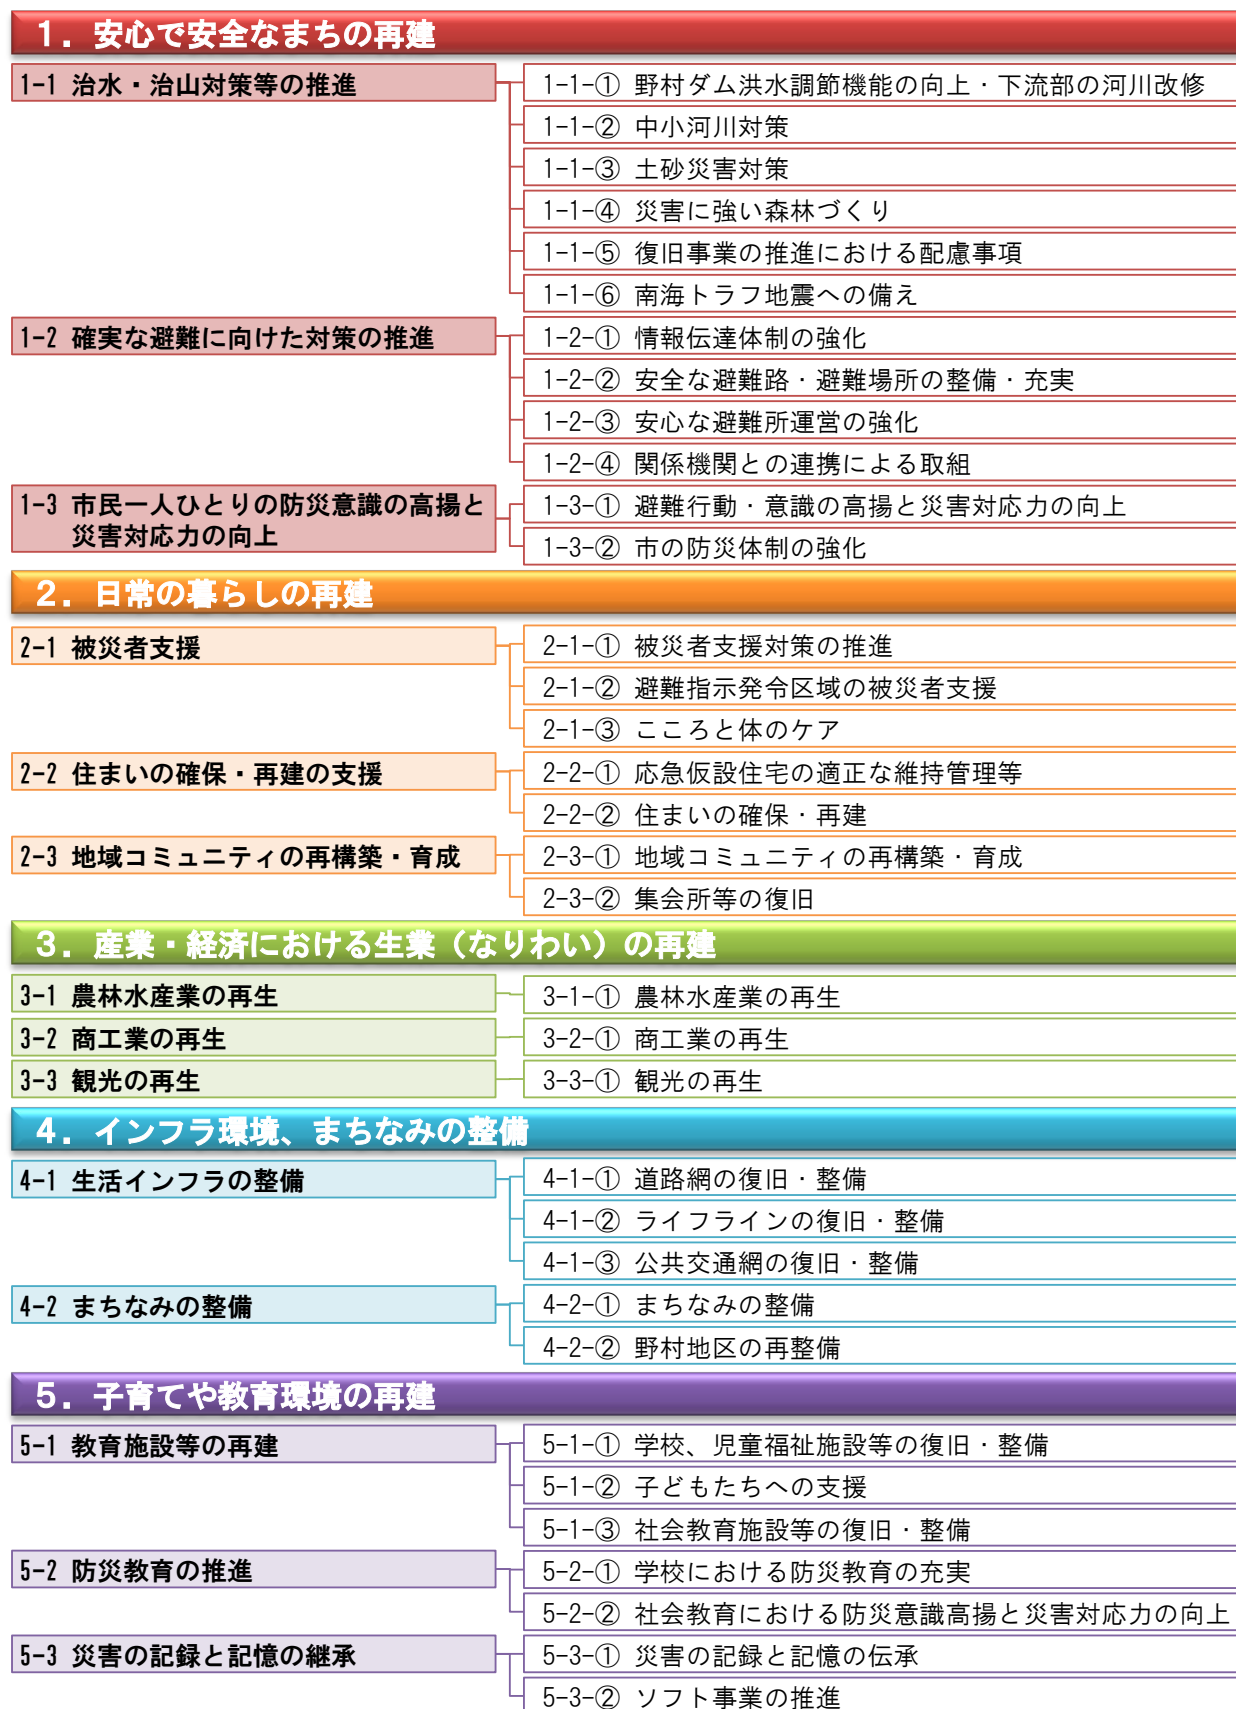 1．安心で安全なまちの再建
1-1 治水・治山対策等の推進
1-1-① 野村ダム洪水調節機能の向上・下流部の河川改修
1-1-② 中小河川対策
1-1-③ 土砂災害対策
1-1-④ 災害に強い森林づくり
1-1-⑤ 復旧事業の推進における配慮事項
1-1-⑥ 南海トラフ地震への備え
1-2 確実な避難に向けた対策の推進
1-2-① 情報伝達体制の強化
1-2-② 安全な避難路・避難場所の整備・充実
1-2-③ 安心な避難所運営の強化
1-2-④ 関係機関との連携による取組
1-3 市民一人ひとりの防災意識の高揚と
災害対応力の向上
1-3-① 避難行動・意識の高揚と災害対応力の向上
1-3-② 市の防災体制の強化
2．日常の暮らしの再建
2-1 被災者支援
2-1-① 被災者支援対策の推進
2-1-② 避難指示発令区域の被災者支援
2-1-③ こころと体のケア
2-2 住まいの確保・再建の支援
2-2-① 応急仮設住宅の適正な維持管理等
2-2-② 住まいの確保・再建
2-3 地域コミュニティの再構築・育成
2-3-① 地域コミュニティの再構築・育成
2-3-② 集会所等の復旧
3．産業・経済における生業（なりわい）の再建
3-1 農林水産業の再生
3-1-① 農林水産業の再生
3-2 商工業の再生
3-2-① 商工業の再生
3-3 観光の再生
3-3-① 観光の再生
4．インフラ環境、まちなみの整備
4-1 生活インフラの整備
4-1-① 道路網の復旧・整備
4-1-② ライフラインの復旧・整備
4-1-③ 公共交通網の復旧・整備
4-2 まちなみの整備
4-2-① まちなみの整備
4-2-② 野村地区の再整備
5．子育てや教育環境の再建
5-1 教育施設等の再建
5-1-① 学校、児童福祉施設等の復旧・整備
5-1-② 子どもたちへの支援
5-1-③ 社会教育施設等の復旧・整備
5-2 防災教育の推進
5-2-① 学校における防災教育の充実
5-2-② 社会教育における防災意識高揚と災害対応力の向上
5-3 災害の記録と記憶の継承
5-3-① 災害の記録と記憶の伝承
5-3-② ソフト事業の推進